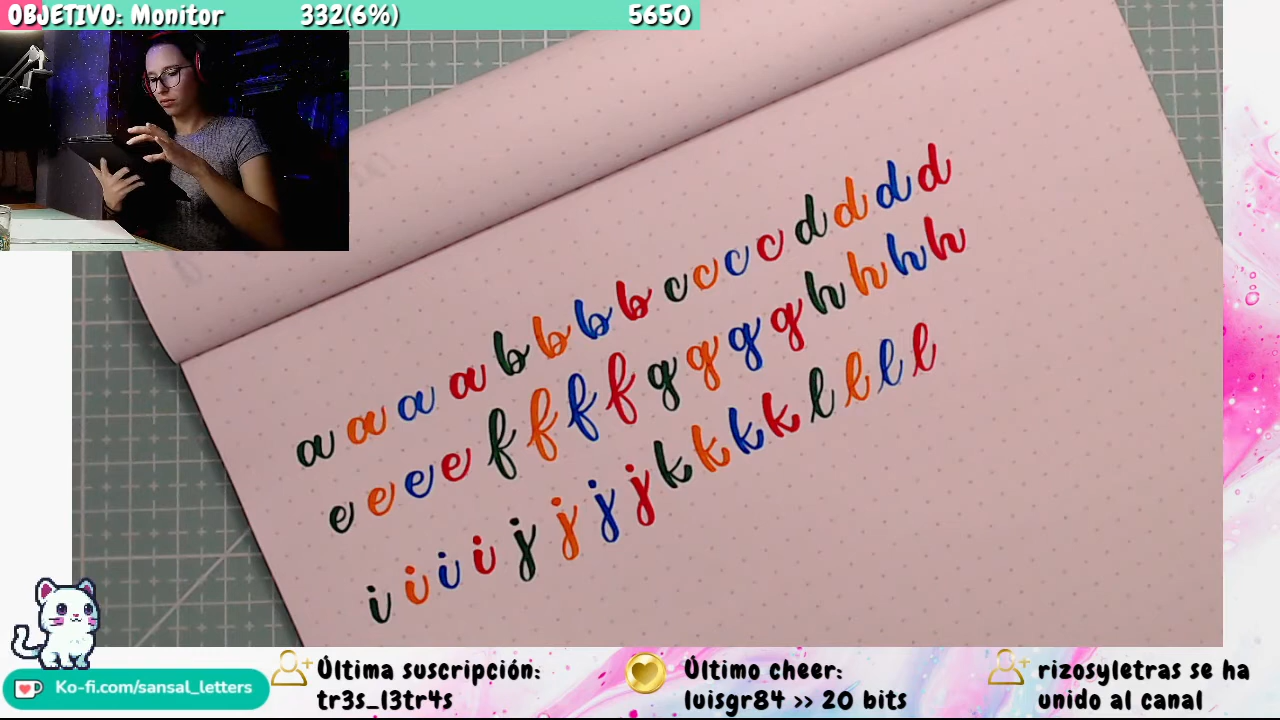 OBJETIVO: Monitor 332(6%) 5650
a a a a b b b b c c c c d d d d
e e e e f f f f g g g g h h h h
i i i i j j j j k k k k l l l l
Ko-fi.com/sansal_letters
Última suscripción:
tr3s_l3tr4s
Último cheer:
luisgr84 >> 20 bits
rizosyletras se ha
unido al canal